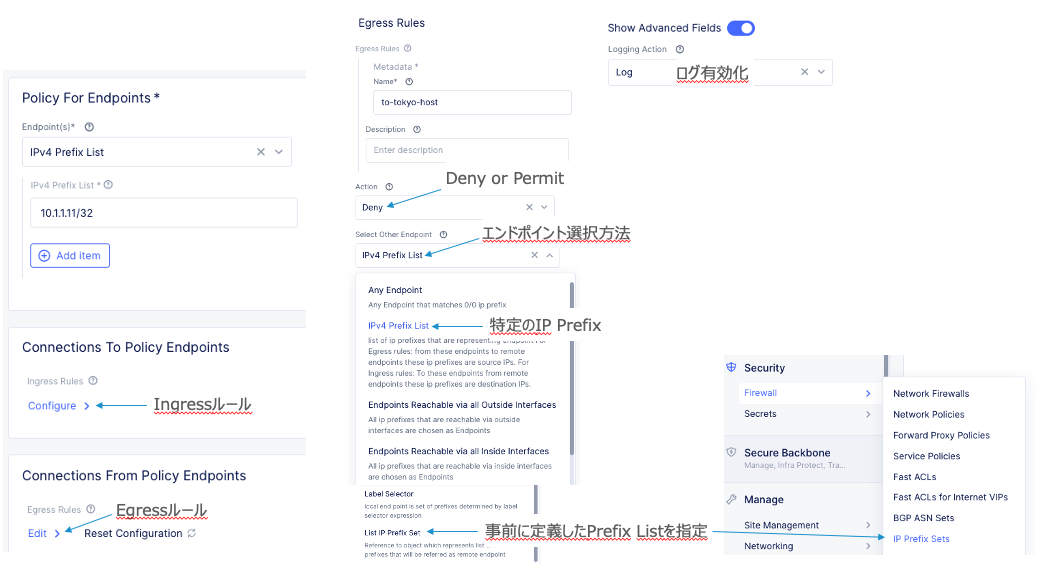 Policy For Endpoints *
Endpoint(s)*
IPv4 Prefix List
IPv4 Prefix List *
10.1.1.11/32
Add item
Connections To Policy Endpoints
Ingress Rules
Configure
Ingressルール
Connections From Policy Endpoints
Egress Rules
Egressルール
Edit
Reset Configuration
Egress Rules
Egress Rules
Metadata *
Name*
to-tokyo-host
Description
Enter description
Action
Deny or Permit
Deny
Select Other Endpoint
エンドポイント選択方法
IPv4 Prefix List
Any Endpoint
Any Endpoint that matches 0/0 ip prefix
IPv4 Prefix List
特定のIP Prefix
list of ip prefixes that are representing endpoint For
Egress rules: from these endpoints to remote
endpoints these ip prefixes are source IPs. For
Ingress rules: To these endpoints from remote
endpoints these ip prefixes are destination IPs.
Endpoints Reachable via all Outside Interfaces
All ip prefixes that are reachable via outside
interfaces are chosen as Endpoints
Endpoints Reachable via all Inside Interfaces
All ip prefixes that are reachable via inside interfaces
are chosen as Endpoints
Label Selector
local end point is set of prefixes determined by label
selector expression
List IP Prefix Set
事前に定義したPrefix Listを指定
Reference to object which represents list
prefixes that will be referred as remote endpoint
Show Advanced Fields
Logging Action
Log
ログ有効化
Security
Firewall
Secrets
Secure Backbone
Manage, Infra Protect, Tra...
Manage
Site Management
Networking
Network Firewalls
Network Policies
Forward Proxy Policies
Service Policies
Fast ACLs
Fast ACLs for Internet VIPs
BGP ASN Sets
IP Prefix Sets